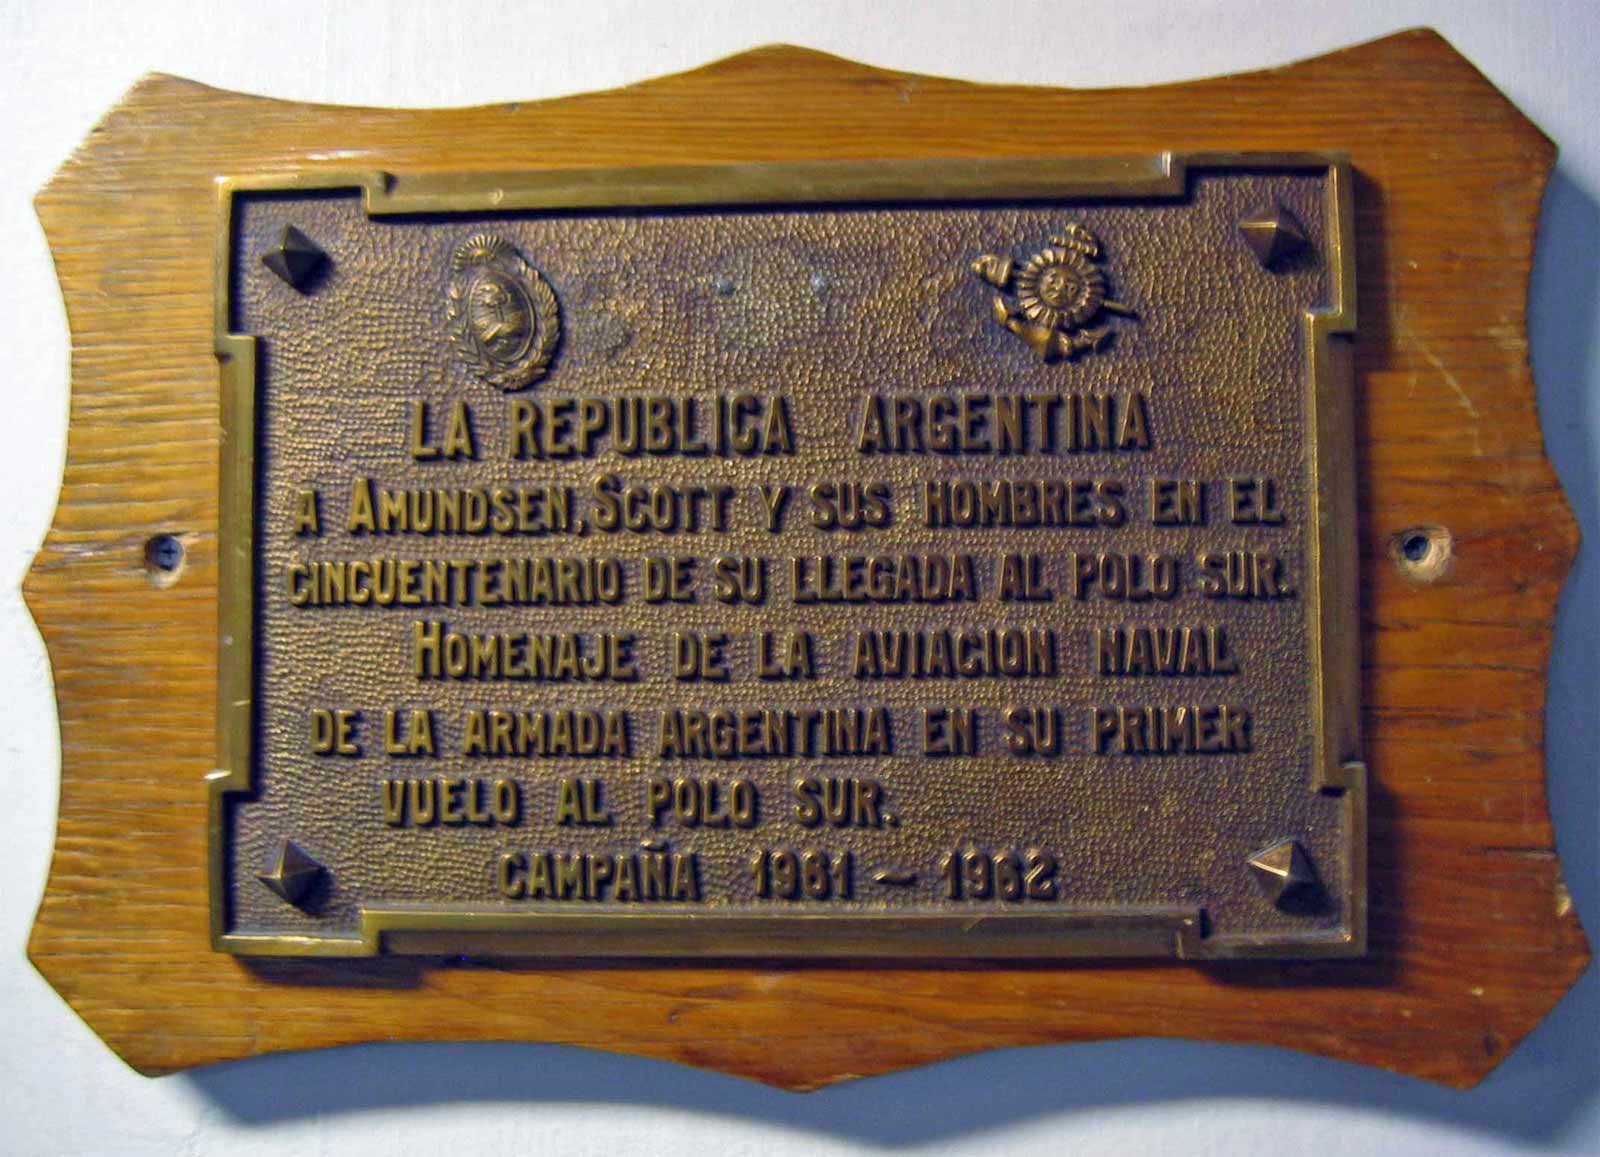 LA REPUBLICA ARGENTINA
A AMUNDSEN, SCOTT Y SUS HOMBRES EN EL
CINCUENTENARIO DE SU LLEGADA AL POLO SUR.
HOMENAJE DE LA AVIACION NAVAL
DE LA ARMADA ARGENTINA EN SU PRIMER
VUELO AL POLO SUR.
CAMPAÑA 1961 ~ 1962